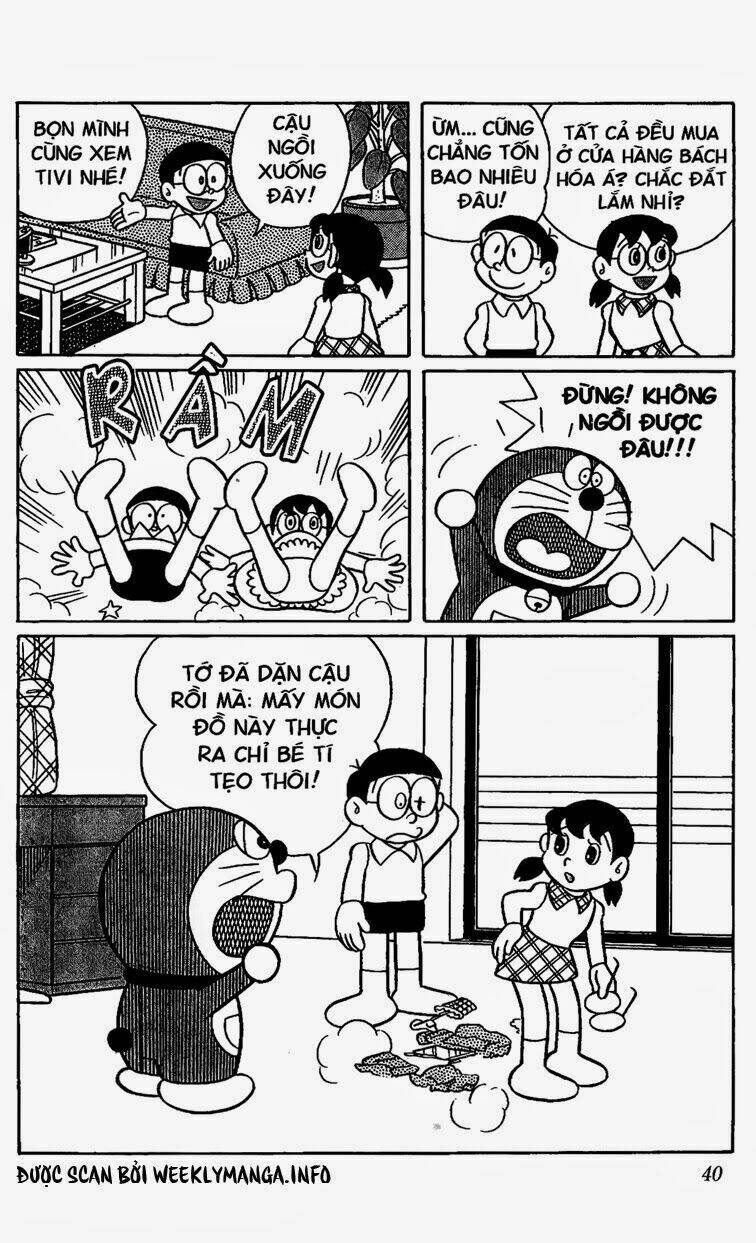 BỌN MÌNH
CÙNG XEM
TIVI NHÉ!
CẬU
NGỒI
XUỐNG
ĐÂY!
ỪM... CŨNG
CHẲNG TỐN
BAO NHIÊU
ĐÂU!
TẤT CẢ ĐỀU MUA
Ở CỬA HÀNG BÁCH
HÓA Á? CHẮC ĐẮT
LẮM NHỈ?
RẦM
ĐỪNG! KHÔNG
NGỒI ĐƯỢC
ĐÂU!!!
TỚ ĐÃ DẶN CẬU
RỒI MÀ: MẤY MÓN
ĐỒ NÀY THỰC
RA CHỈ BÉ TÍ
TẸO THÔI!
ĐƯỢC SCAN BỞI WEEKLYMANGA.INFO
40